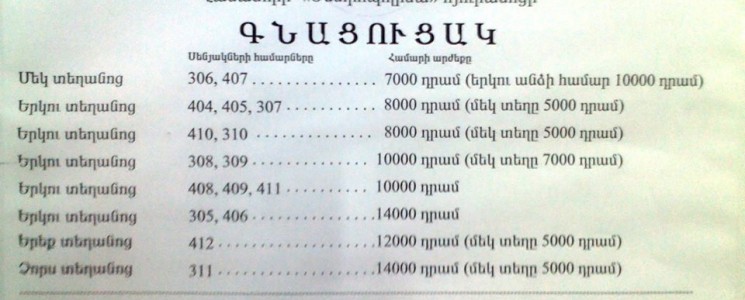 ԳՆԱՑՈՒՑԱԿ
Սենյակների համարները Համարի արժեքը
Մեկ տեղանոց 306, 407 . . . . . . . . . . . . . . . 7000 դրամ (երկու անձի համար 10000 դրամ)
Երկու տեղանոց 404, 405, 307 . . . . . . . . . . . 8000 դրամ (մեկ տեղը 5000 դրամ)
Երկու տեղանոց 410, 310 . . . . . . . . . . . . . . 8000 դրամ (մեկ տեղը 5000 դրամ)
Երկու տեղանոց 308, 309 . . . . . . . . . . . . . . 10000 դրամ (մեկ տեղը 7000 դրամ)
Երկու տեղանոց 408, 409, 411 . . . . . . . . . . 10000 դրամ
Երկու տեղանոց 305, 406 . . . . . . . . . . . . . . 14000 դրամ
Երեք տեղանոց 412 . . . . . . . . . . . . . . . . . . 12000 դրամ (մեկ տեղը 5000 դրամ)
Չորս տեղանոց 311 . . . . . . . . . . . . . . . . . . 14000 դրամ (մեկ տեղը 5000 դրամ)